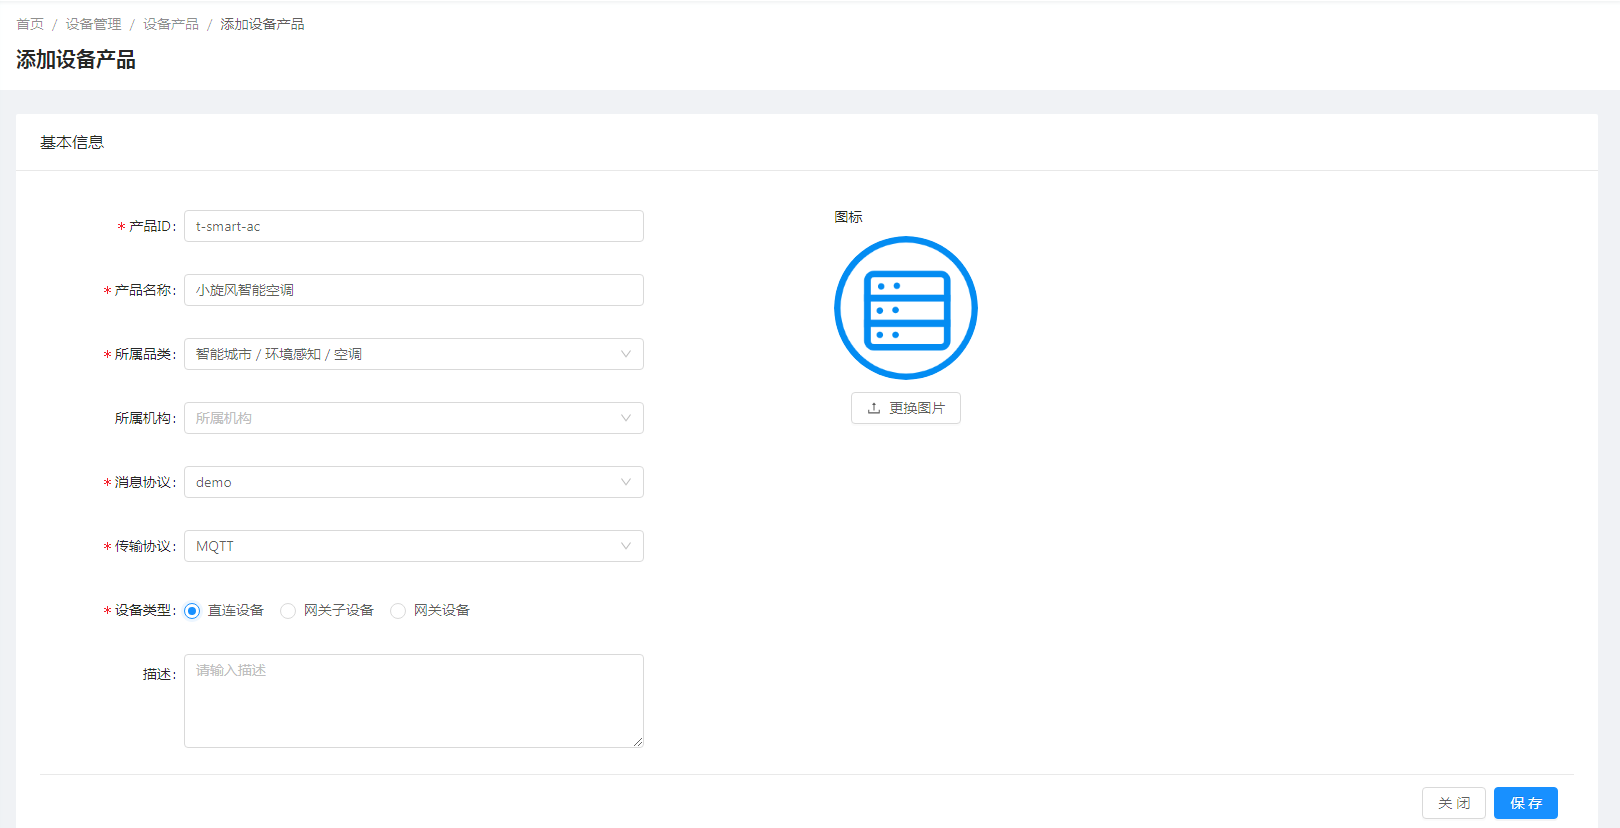 首页 / 设备管理 / 设备产品 / 添加设备产品
添加设备产品
基本信息
* 产品ID: t-smart-ac
* 产品名称: 小旋风智能空调
* 所属品类: 智能城市 / 环境感知 / 空调
所属机构: 所属机构
* 消息协议: demo
* 传输协议: MQTT
* 设备类型: 直连设备 网关子设备 网关设备
描述: 请输入描述
图标
更换图片
关 闭 保 存